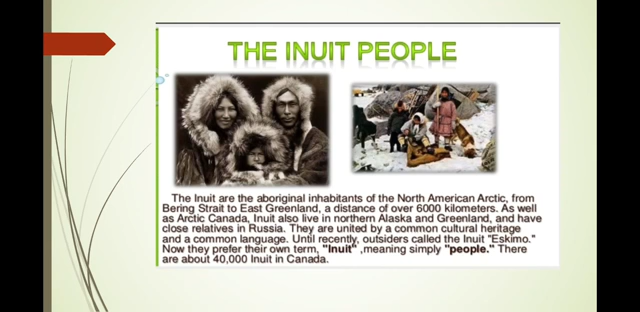 THE INUIT PEOPLE
The Inuit are the aboriginal inhabitants of the North American Arctic, from
Bering Strait to East Greenland, a distance of over 6000 kilometers. As well
as Arctic Canada, Inuit also live in northern Alaska and Greenland, and have
close relatives in Russia. They are united by a common cultural heritage
and a common language. Until recently, outsiders called the Inuit "Eskimo."
Now they prefer their own term, "Inuit" ,meaning simply "people." There
are about 40,000 Inuit in Canada.